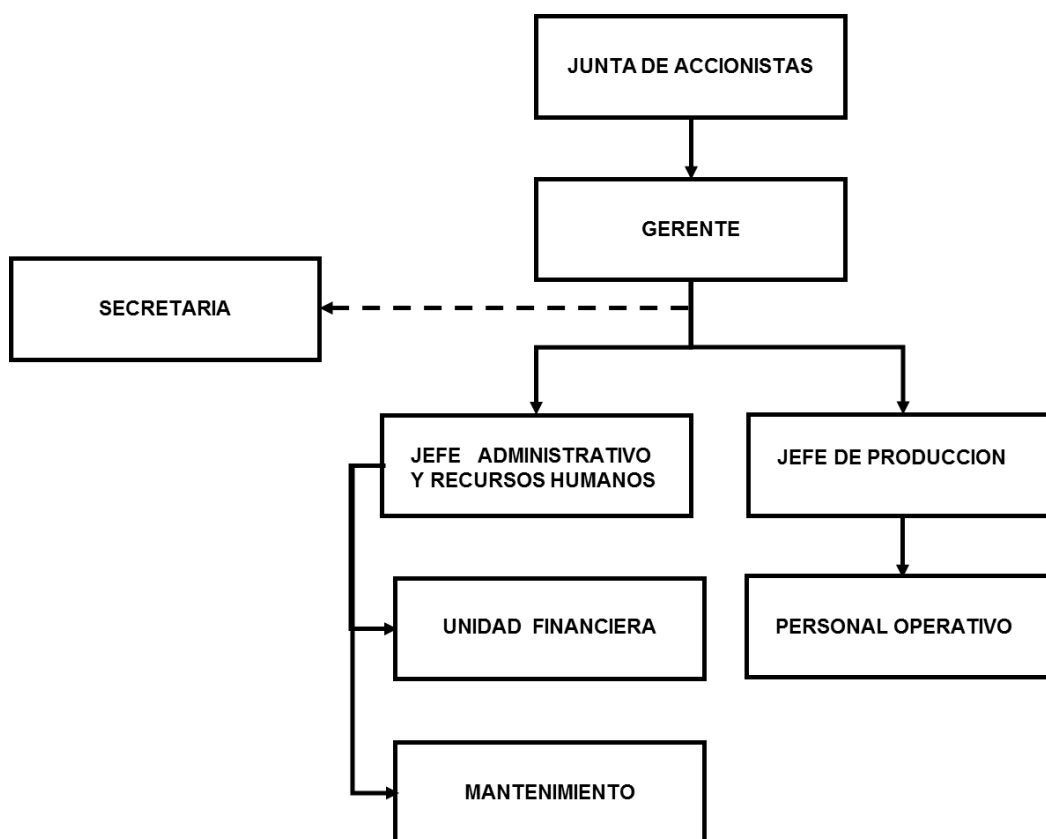 JUNTA DE ACCIONISTAS
GERENTE
SECRETARIA
JEFE ADMINISTRATIVO
Y RECURSOS HUMANOS
JEFE DE PRODUCCION
UNIDAD FINANCIERA
PERSONAL OPERATIVO
MANTENIMIENTO